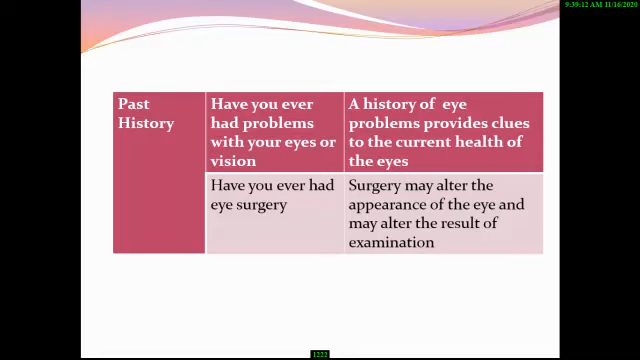 9:39:12 AM 11/16/2020
Past
History
Have you ever
had problems
with your eyes or
vision
A history of eye
problems provides clues
to the current health of
the eyes
Have you ever had
eye surgery
Surgery may alter the
appearance of the eye and
may alter the result of
examination
1222